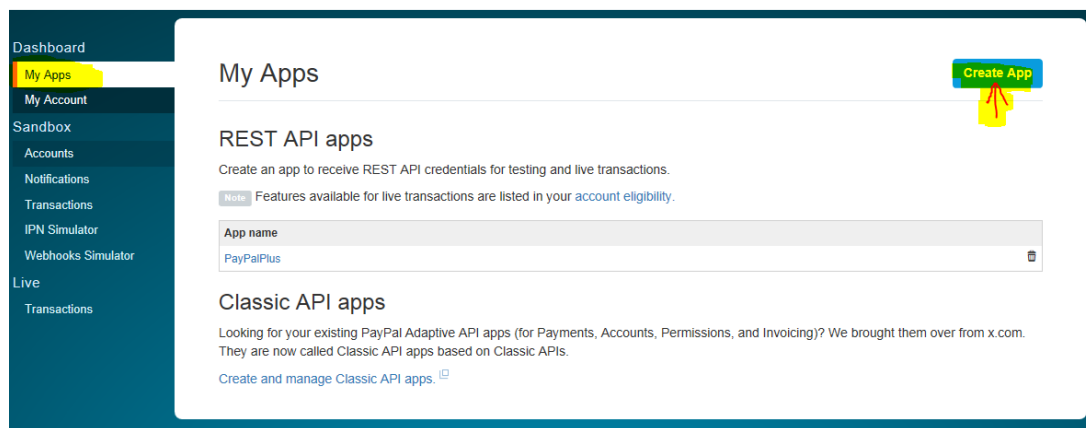 Dashboard
My Apps
My Account
Sandbox
Accounts
Notifications
Transactions
IPN Simulator
Webhooks Simulator
Live
Transactions
My Apps
Create App
REST API apps
Create an app to receive REST API credentials for testing and live transactions.
Note Features available for live transactions are listed in your account eligibility.
App name
PayPalPlus
Classic API apps
Looking for your existing PayPal Adaptive API apps (for Payments, Accounts, Permissions, and Invoicing)? We brought them over from x.com.
They are now called Classic API apps based on Classic APIs.
Create and manage Classic API apps.